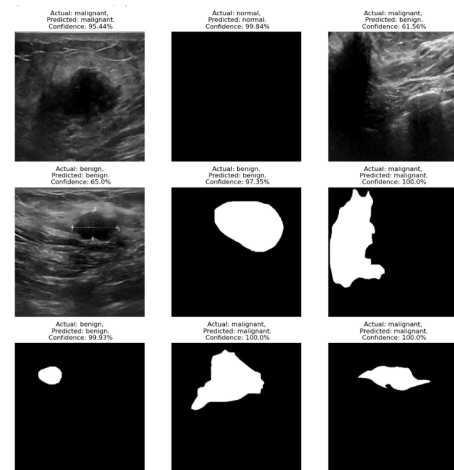 Actual: malignant,
Predicted: malignant.
Confidence: 95.44%
Actual: normal,
Predicted: normal.
Confidence: 99.84%
Actual: malignant,
Predicted: benign.
Confidence: 61.56%
Actual: benign,
Predicted: benign.
Confidence: 65.0%
Actual: benign,
Predicted: benign.
Confidence: 97.35%
Actual: malignant,
Predicted: malignant.
Confidence: 100.0%
Actual: benign,
Predicted: benign.
Confidence: 99.93%
Actual: malignant,
Predicted: malignant.
Confidence: 100.0%
Actual: malignant,
Predicted: malignant.
Confidence: 100.0%